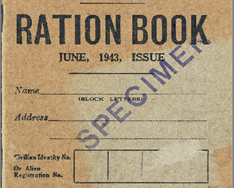 RATION BOOK
JUNE, 1943, ISSUE
Name
(BLOCK LETTERS)
Address
SPECIMEN
Civilian Identity No.
Or Alien
Registration No.